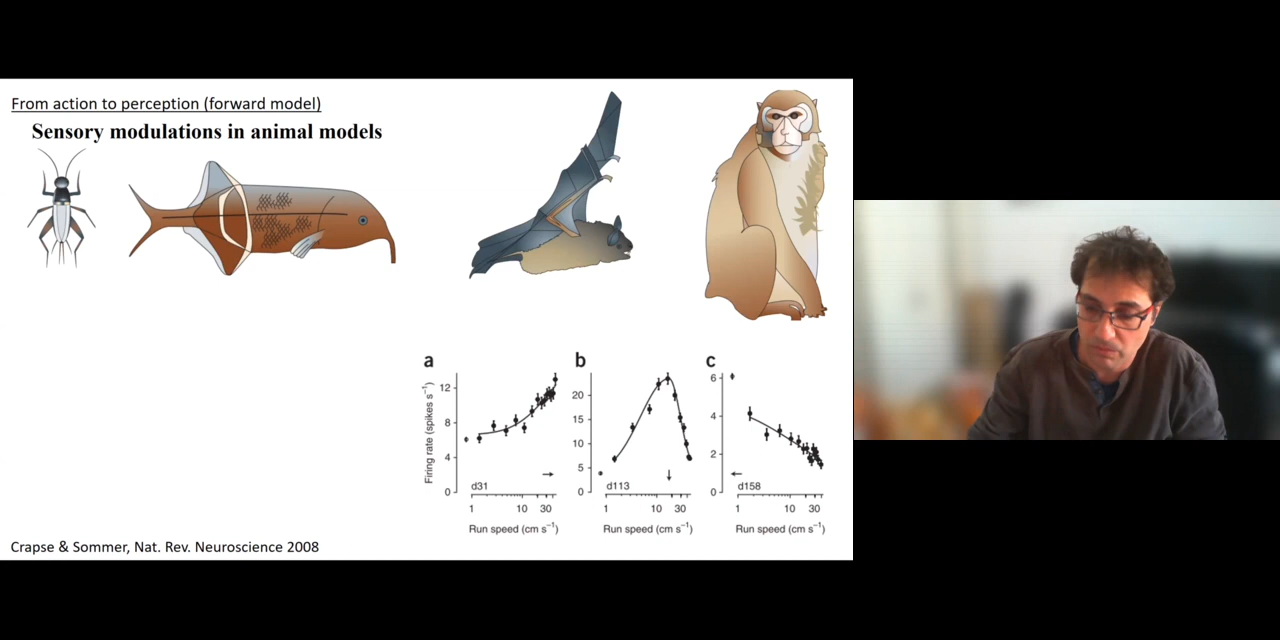 From action to perception (forward model)
Sensory modulations in animal models
a b c
Firing rate (spikes s⁻¹)
12
8
4
0
d31
1 10 30
Run speed (cm s⁻¹)
20
15
10
5
0
d113
1 10 30
Run speed (cm s⁻¹)
6
4
2
0
d158
1 10 30
Run speed (cm s⁻¹)
Crapse & Sommer, Nat. Rev. Neuroscience 2008